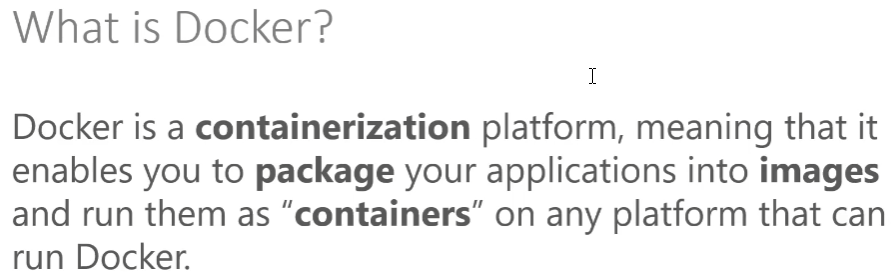 What is Docker?
Docker is a containerization platform, meaning that it
enables you to package your applications into images
and run them as “containers” on any platform that can
run Docker.